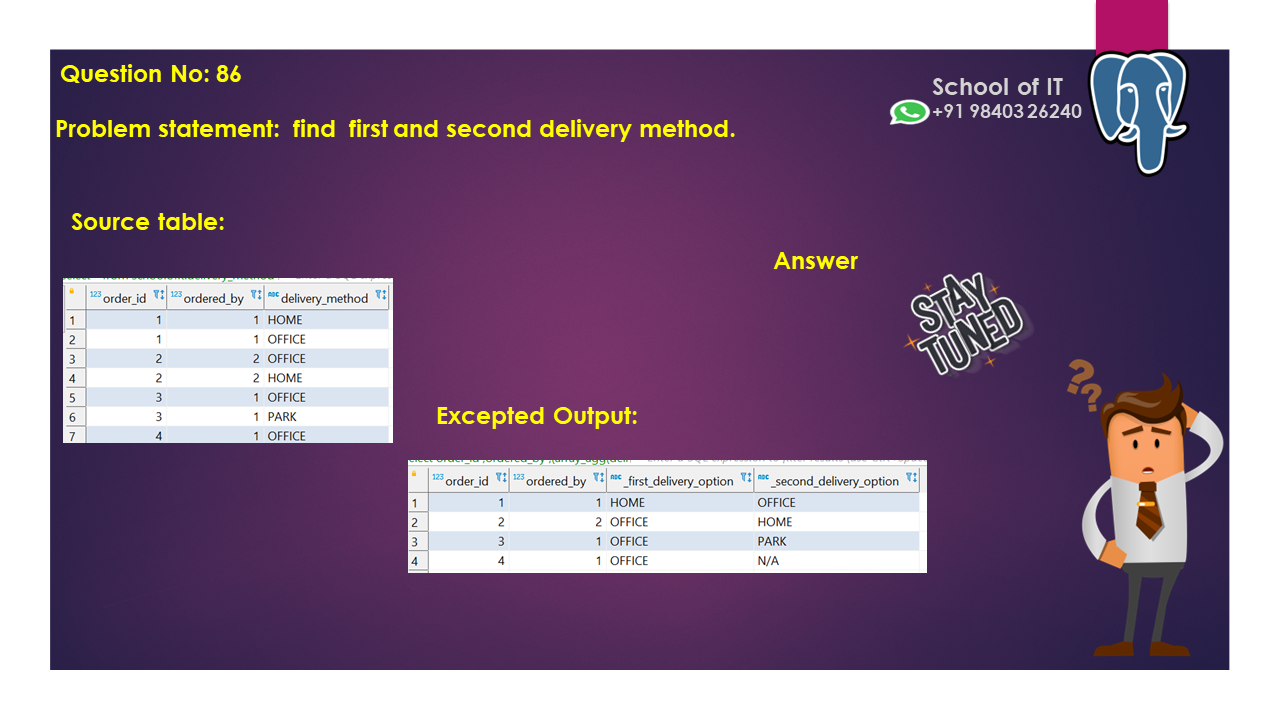 Question No: 86
School of IT
+91 98403 26240
Problem statement: find first and second delivery method.
Source table:
Answer
STAY
TUNED
order_id ordered_by delivery_method
1 1 1 HOME
2 1 1 OFFICE
3 2 2 OFFICE
4 2 2 HOME
5 3 1 OFFICE
6 3 1 PARK
7 4 1 OFFICE
??
Excepted Output:
order_id ordered_by _first_delivery_option _second_delivery_option
1 1 1 HOME OFFICE
2 2 2 OFFICE HOME
3 3 1 OFFICE PARK
4 4 1 OFFICE N/A